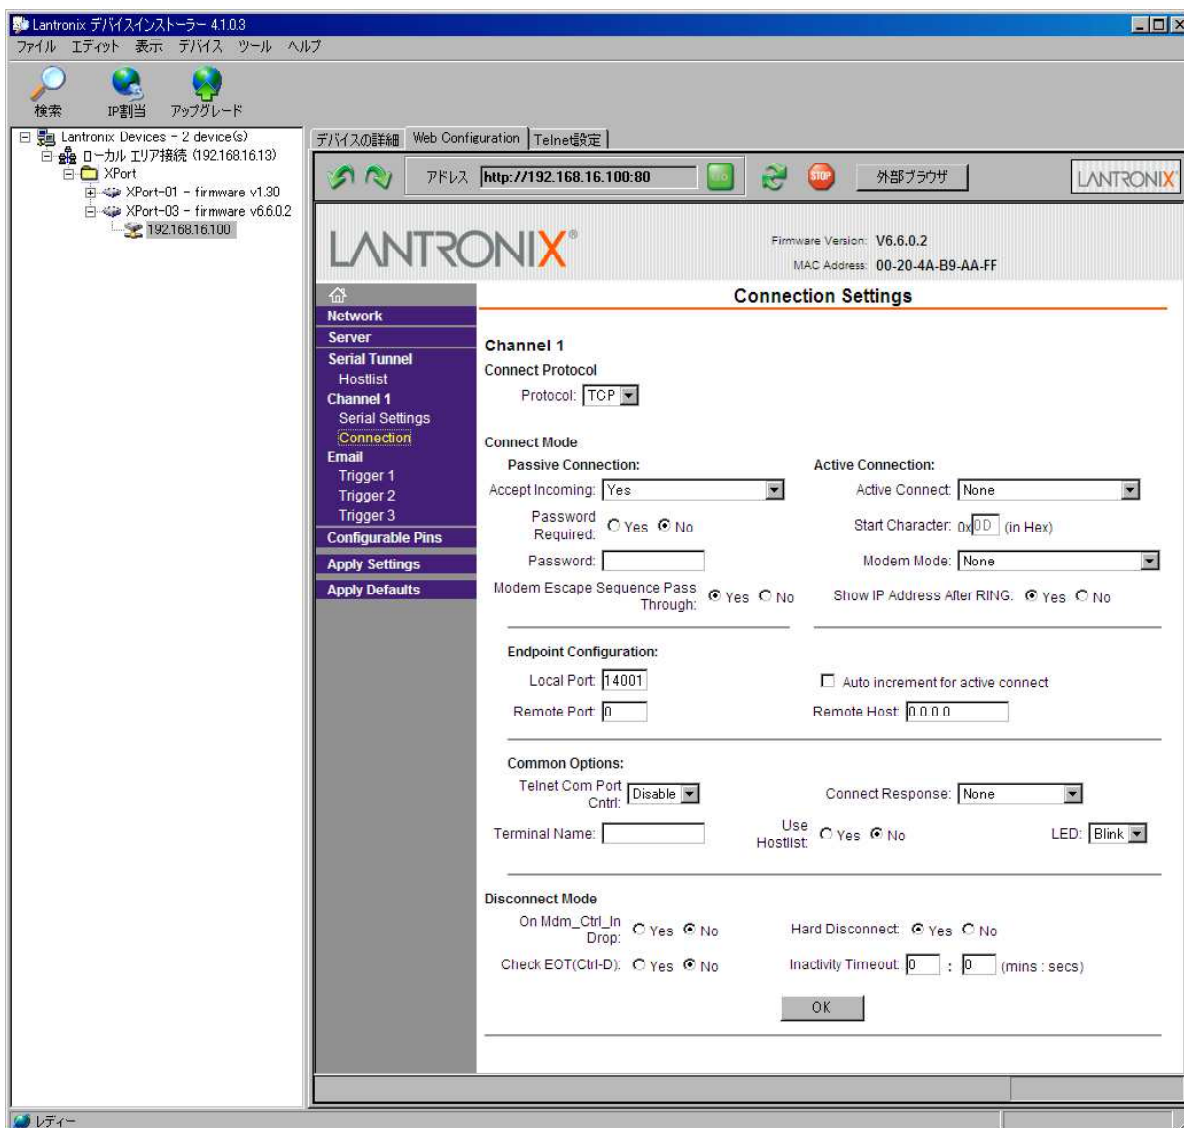 Lantronix デバイスインストーラー 4.1.0.3
ファイル エディット 表示 デバイス ツール ヘルプ
検索 IP割当 アップグレード
Lantronix Devices - 2 device(s)
ローカル エリア接続 (192.168.16.13)
XPort
XPort-01 - firmware v1.30
XPort-03 - firmware v6.6.0.2
192.168.16.100
デバイスの詳細 Web Configuration Telnet設定
アドレス http://192.168.16.100:80 STOP 外部ブラウザ LANTRONIX
LANTRONIX®
Firmware Version: V6.6.0.2
MAC Address: 00-20-4A-B9-AA-FF
Network
Server
Serial Tunnel
Hostlist
Channel 1
Serial Settings
Connection
Email
Trigger 1
Trigger 2
Trigger 3
Configurable Pins
Apply Settings
Apply Defaults
Connection Settings
Channel 1
Connect Protocol
Protocol: TCP
Connect Mode
Passive Connection: Active Connection:
Accept Incoming: Yes Active Connect: None
Password Required: Yes No Start Character: 0x0D (in Hex)
Password: Modem Mode: None
Modem Escape Sequence Pass Through: Yes No Show IP Address After RING: Yes No
Endpoint Configuration:
Local Port: 14001 Auto increment for active connect
Remote Port: 0 Remote Host: 0.0.0.0
Common Options:
Telnet Com Port Cntrl: Disable Connect Response: None
Terminal Name: Use Hostlist: Yes No LED: Blink
Disconnect Mode
On Mdm_Ctrl_In Drop: Yes No Hard Disconnect: Yes No
Check EOT(Ctrl-D): Yes No Inactivity Timeout: 0 : 0 (mins : secs)
OK
レディー